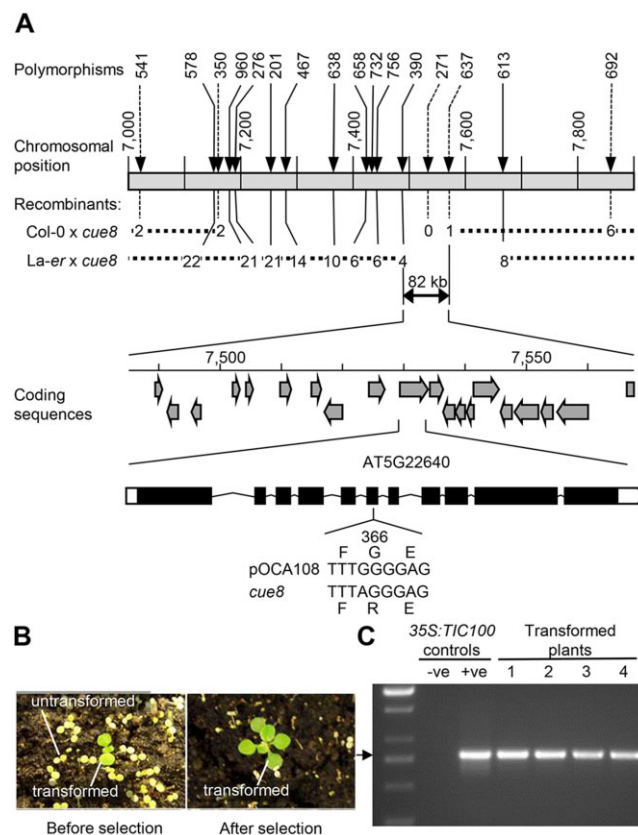 A
Polymorphisms
541 578 350 960 276 201 467 638 658 732 756 390 271 637 613 692
7,000 7,200 7,400 7,600 7,800
Chromosomal
position
Recombinants:
Col-0 x cue8 2 2 0 1 6
La-er x cue8 22 21 21 14 10 6 6 4 8
82 kb
7,500 7,550
Coding
sequences
AT5G22640
366
F G E
pOCA108 TTTGGGGAG
cue8 TTTAGGGAG
F R E
B
untransformed
transformed
Before selection
transformed
After selection
C
35S:TIC100
controls
Transformed
plants
-ve +ve 1 2 3 4